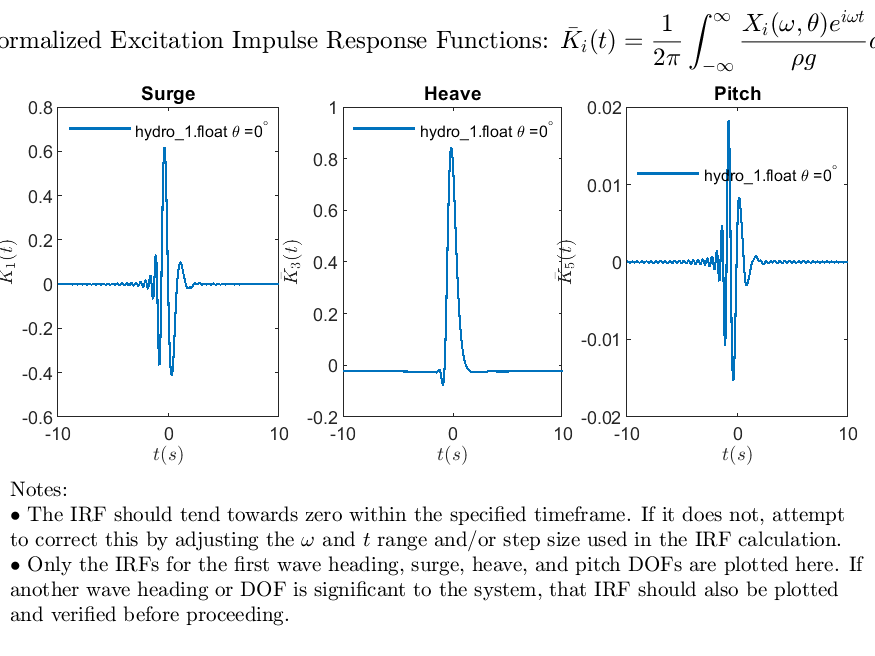 ormalized Excitation Impulse Response Functions: K̄ᵢ(t) = 1/2π ∫_{-∞}^{∞} Xᵢ(ω,θ)e^{iωt}/ρg
Surge Heave Pitch
hydro_1.float θ =0° hydro_1.float θ =0° hydro_1.float θ =0°
0.8
0.6
0.4
0.2
0
-0.2
-0.4
-0.6
K̄₁(t)
-10 0 10
t(s)
1
0.8
0.6
0.4
0.2
0
-0.2
K̄₃(t)
-10 0 10
t(s)
0.02
0.01
0
-0.01
-0.02
K̄₅(t)
-10 0 10
t(s)
Notes:
• The IRF should tend towards zero within the specified timeframe. If it does not, attempt
to correct this by adjusting the ω and t range and/or step size used in the IRF calculation.
• Only the IRFs for the first wave heading, surge, heave, and pitch DOFs are plotted here. If
another wave heading or DOF is significant to the system, that IRF should also be plotted
and verified before proceeding.